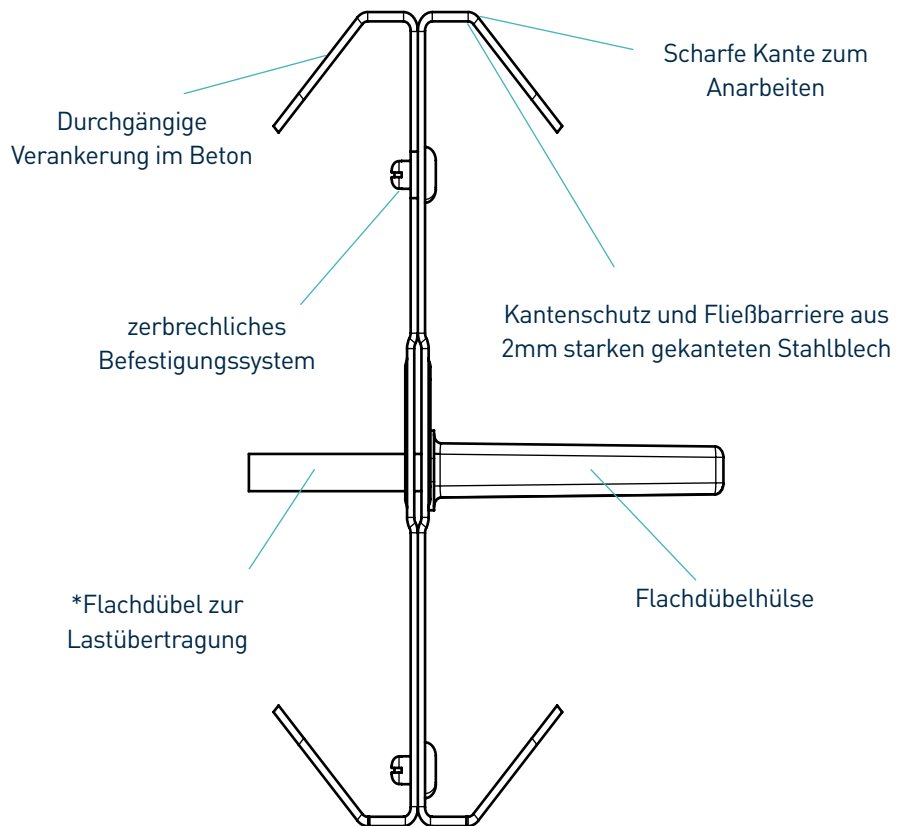 Scharfe Kante zum
Anarbeiten
Durchgängige
Verankerung im Beton
zerbrechliches
Befestigungssystem
Kantenschutz und Fließbarriere aus
2mm starken gekanteten Stahlblech
*Flachdübel zur
Lastübertragung
Flachdübelhülse